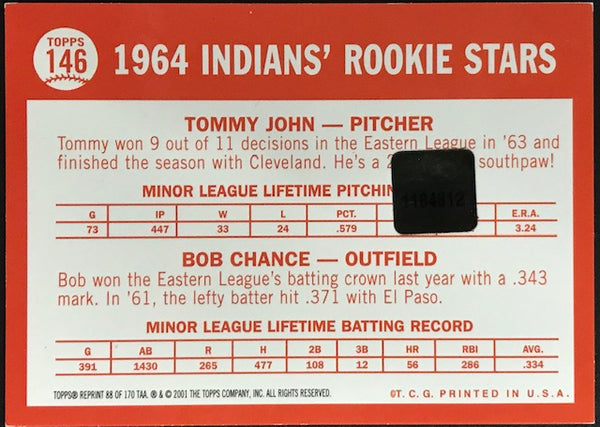 TOPPS
146
1964 INDIANS' ROOKIE STARS
TOMMY JOHN — PITCHER
Tommy won 9 out of 11 decisions in the Eastern League in '63 and
finished the season with Cleveland. He's a southpaw!
MINOR LEAGUE LIFETIME
G IP W L PCT. E.R.A.
73 447 33 24 .579 3.24
BOB CHANCE — OUTFIELD
Bob won the Eastern League's batting crown last year with a .343
mark. In '61, the lefty batter hit .371 with El Paso.
MINOR LEAGUE LIFETIME BATTING RECORD
G AB R H 2B 3B HR RBI AVG.
391 1430 265 477 108 12 56 286 .334
TOPPS® REPRINT 88 OF 170 TAA. ® & © 2001 THE TOPPS COMPANY, INC. ALL RIGHTS RESERVED.
©T. C. G. PRINTED IN U. S. A.